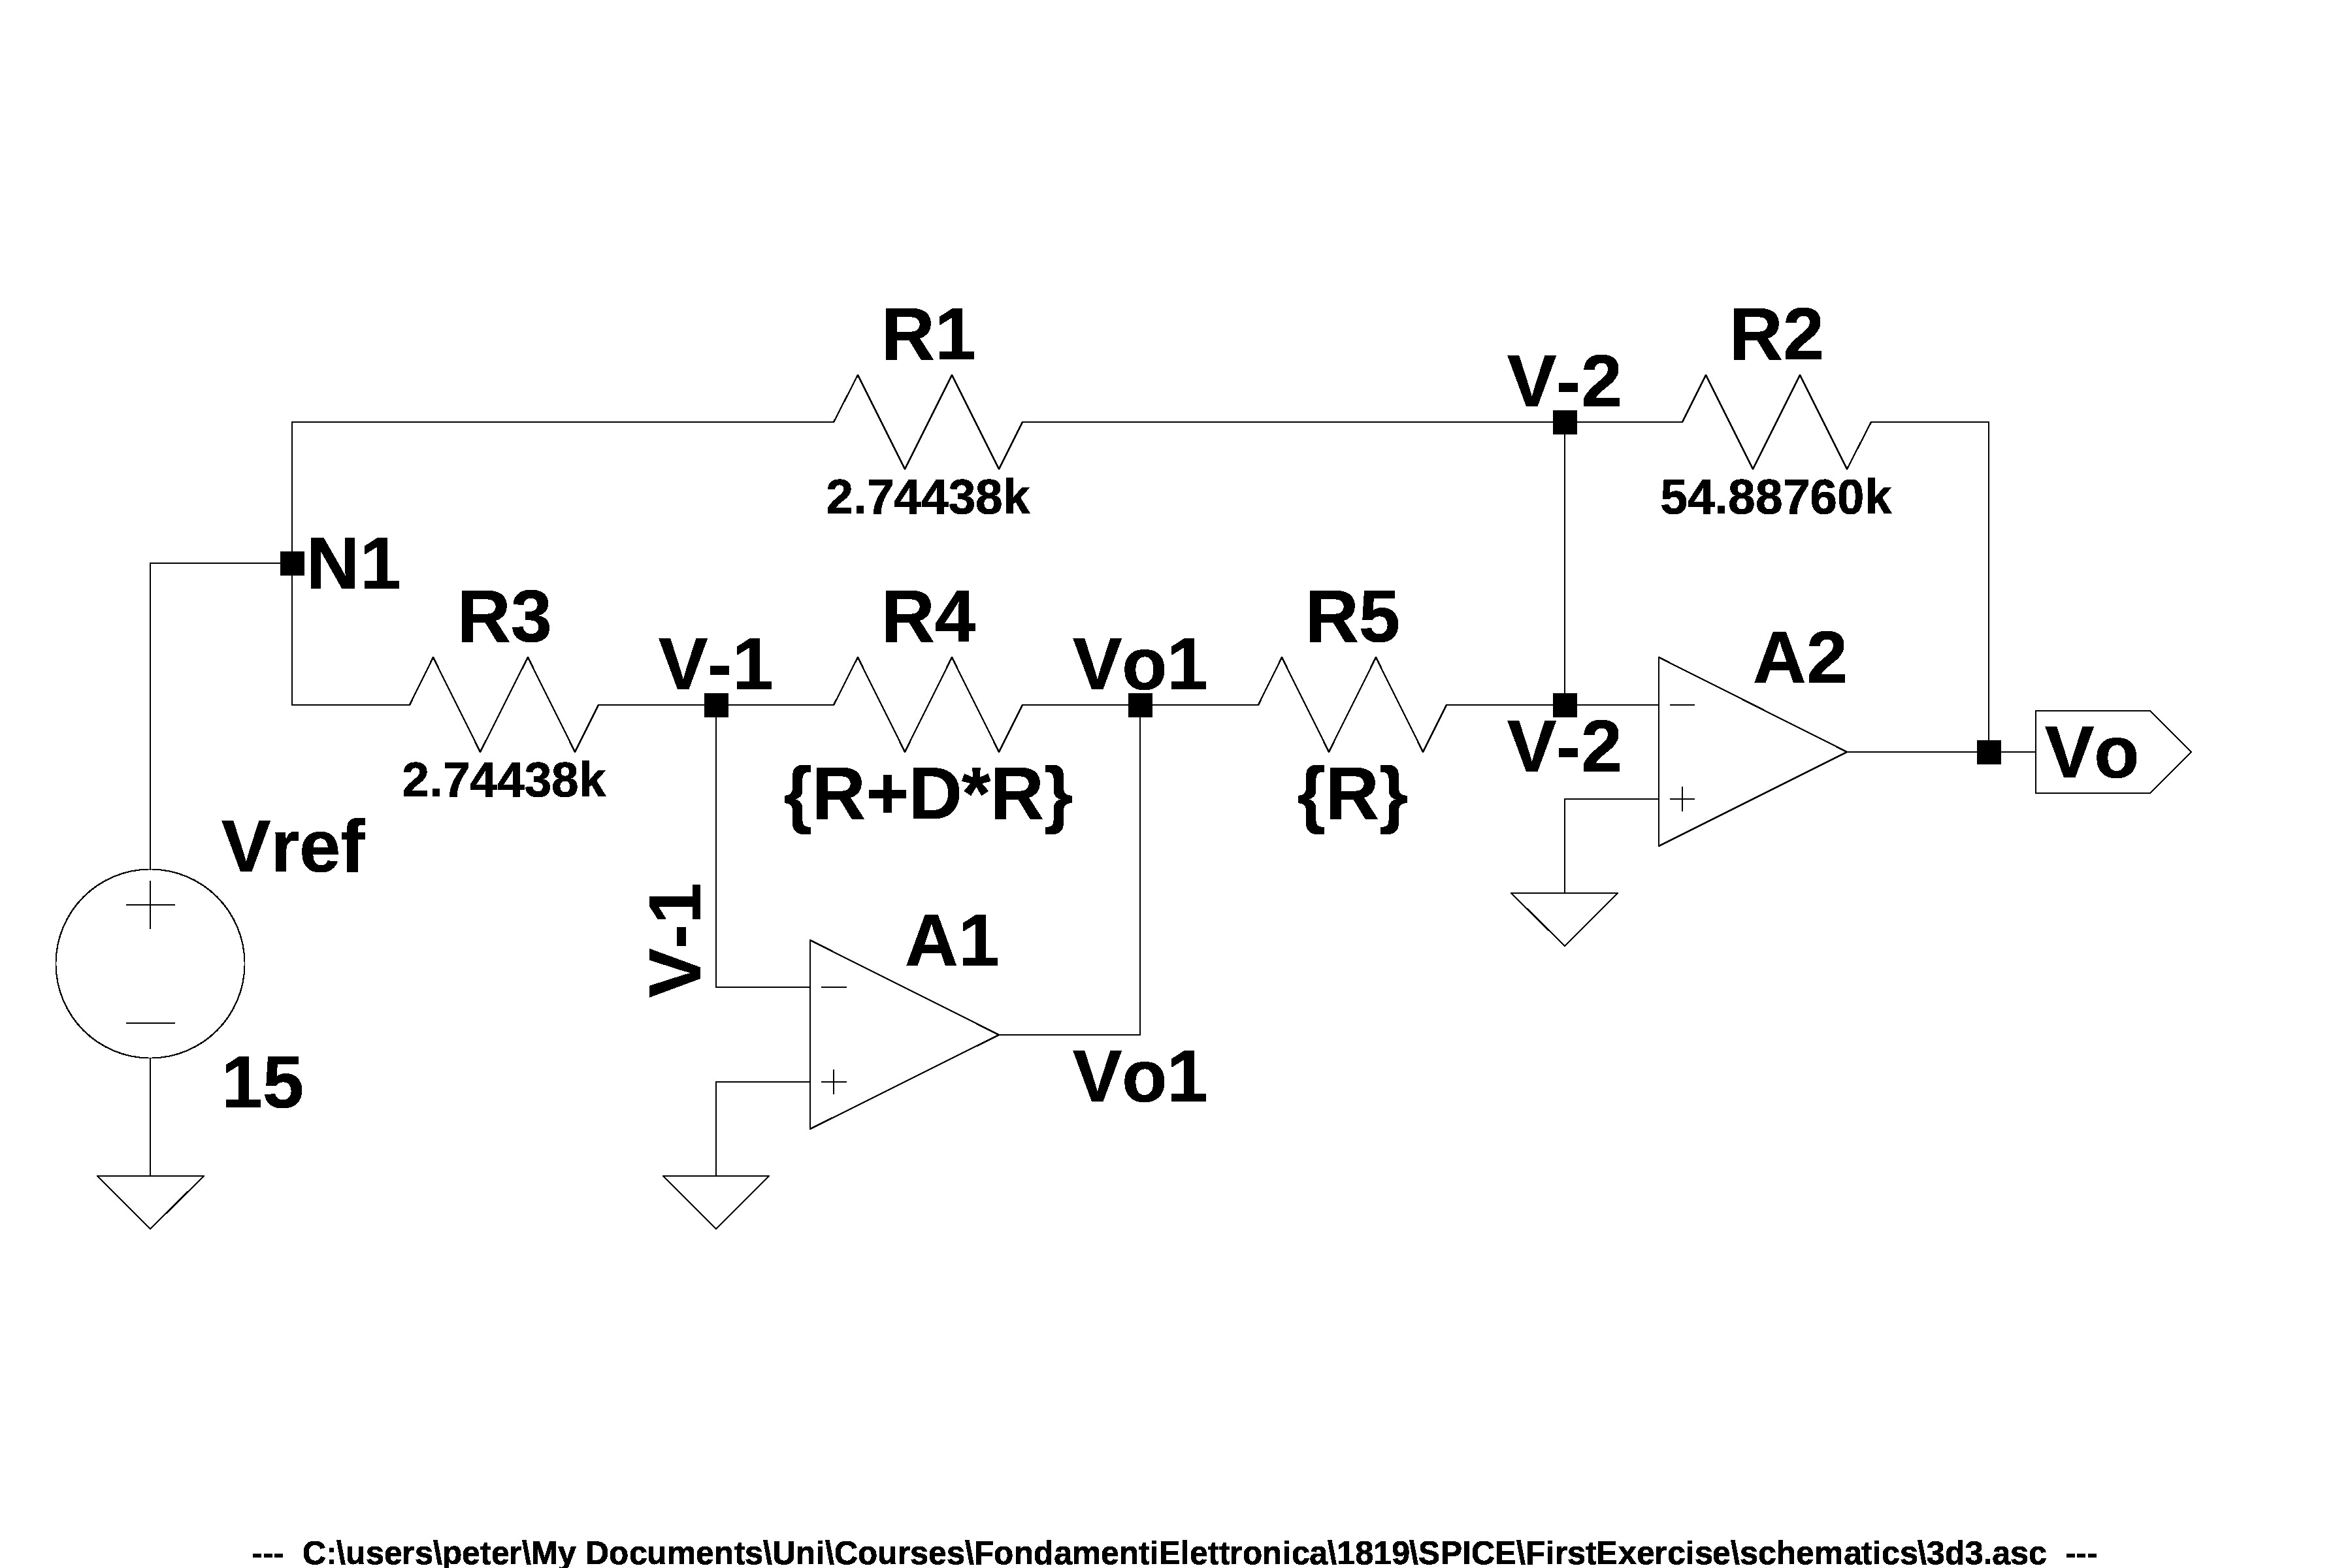 R1
R2
V-2
2.74438k
54.88760k
N1
R3
R4
R5
V-1
Vo1
A2
V-2
Vo
2.74438k
{R+D*R}
{R}
Vref
V-1
A1
15
Vo1
--- C:\users\peter\My Documents\Uni\Courses\FondamentiElettronica\1819\SPICE\FirstExercise\schematics\3d3.asc ---